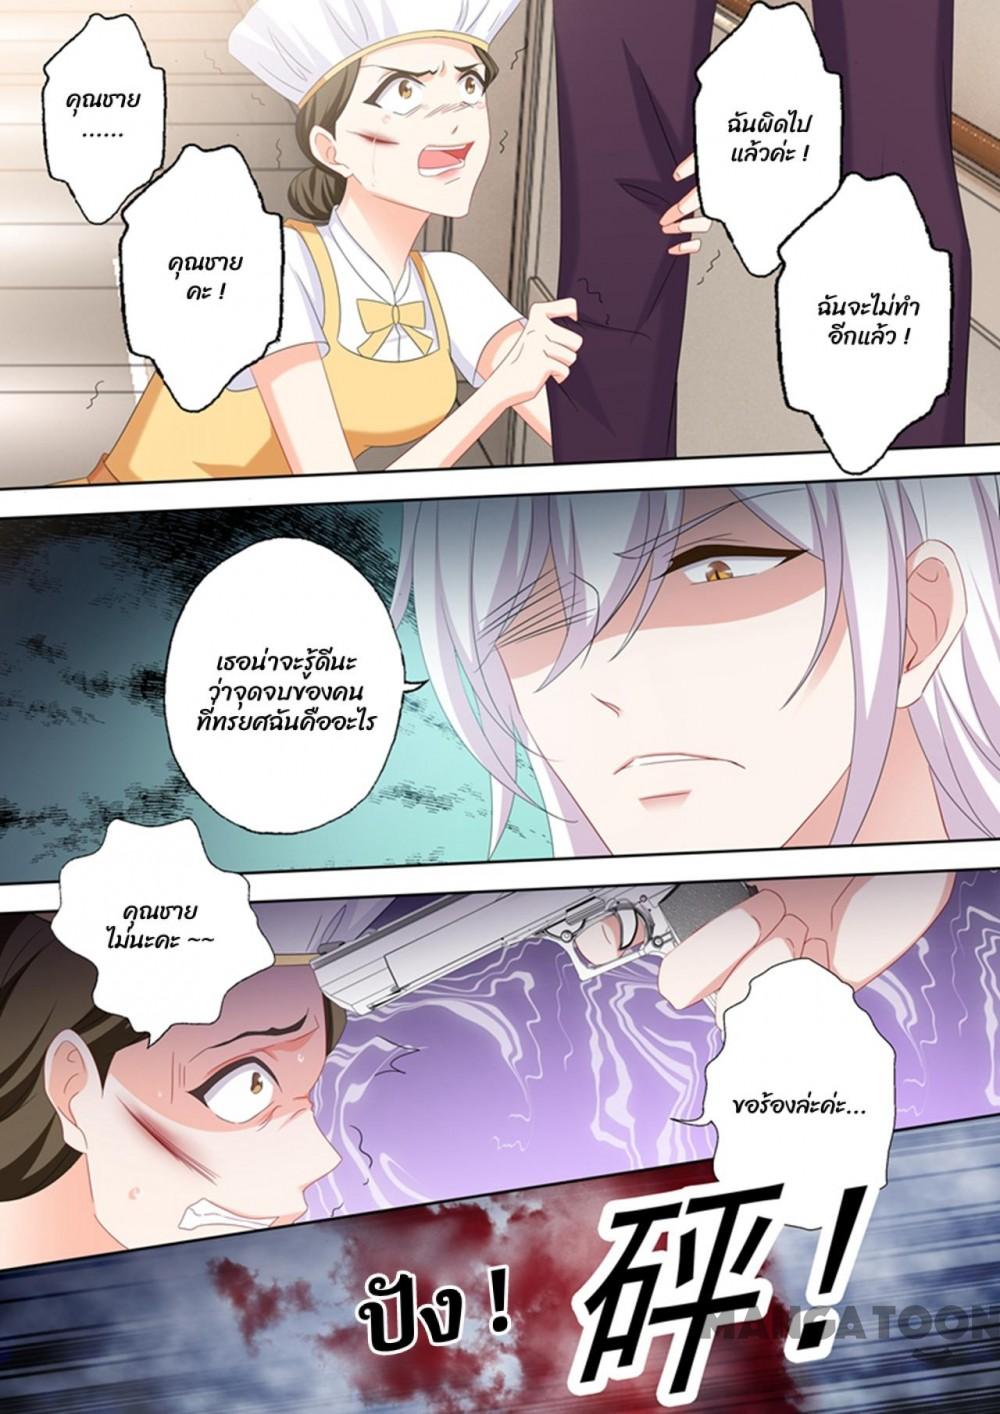 คุณชาย
......
คุณชาย
คะ !
ฉันผิดไป
แล้วค่ะ !
ฉันจะไม่ทำ
อีกแล้ว !
เธอน่าจะรู้ดีนะ
ว่าจุดจบของคน
ที่ทรยศฉันคืออะไร
คุณชาย
ไม่นะคะ ~~
ขอร้องล่ะค่ะ...
ปัง !
砰！
MANGATOON